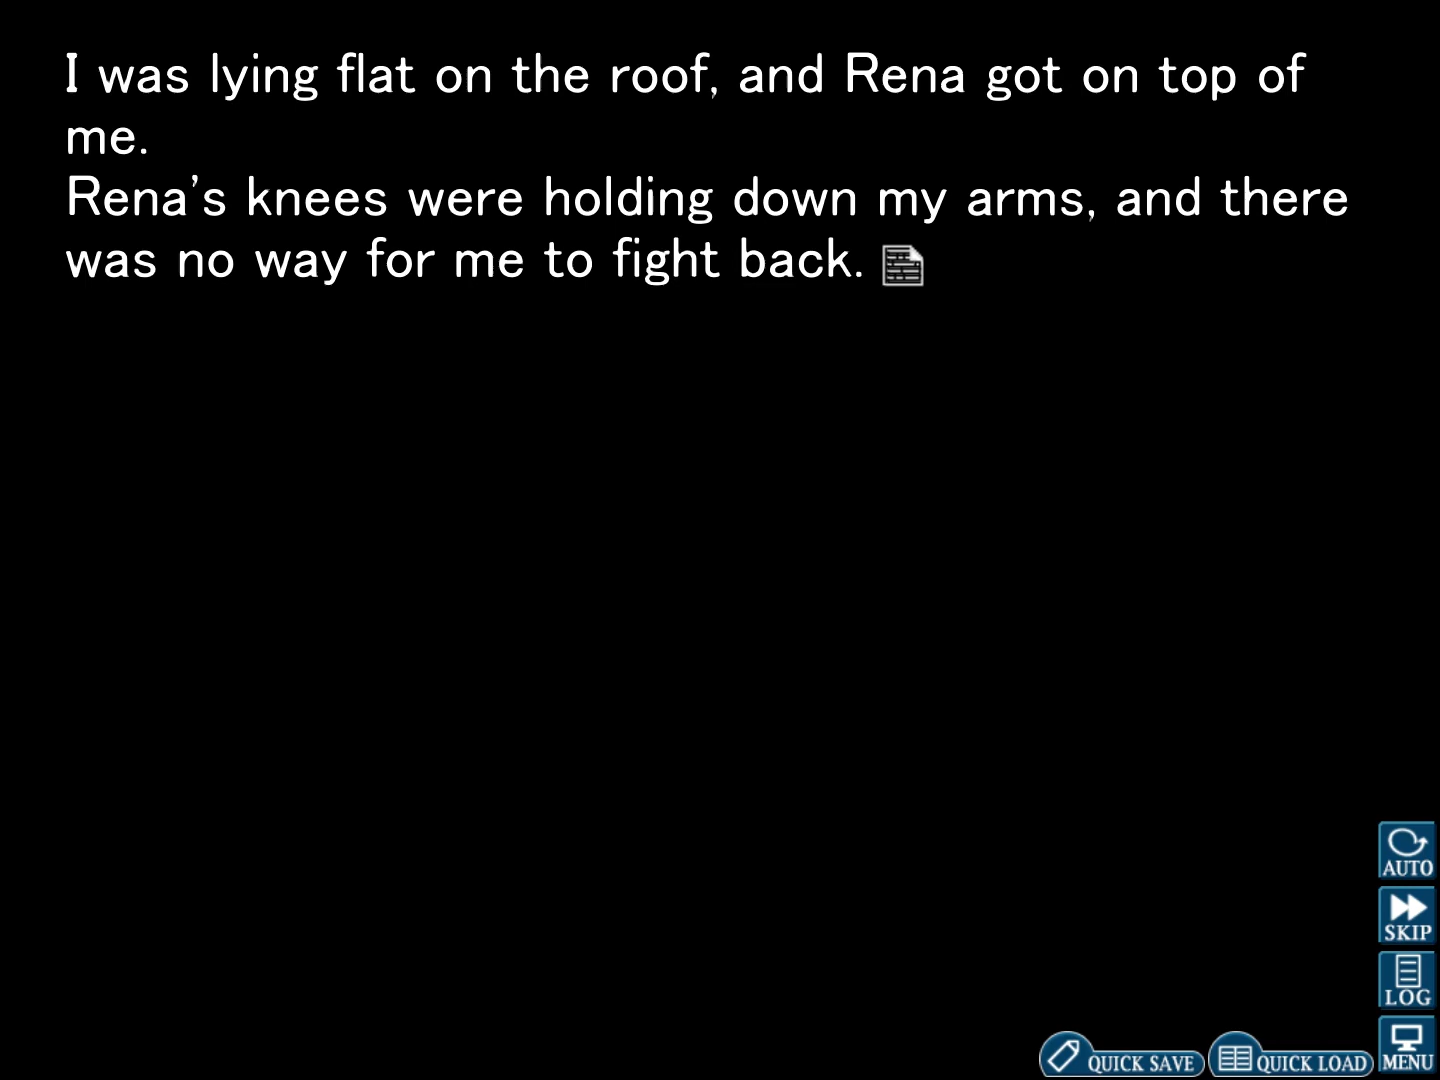 I was lying flat on the roof, and Rena got on top of
me.
Rena's knees were holding down my arms, and there
was no way for me to fight back.
AUTO
SKIP
LOG
QUICK SAVE QUICK LOAD MENU